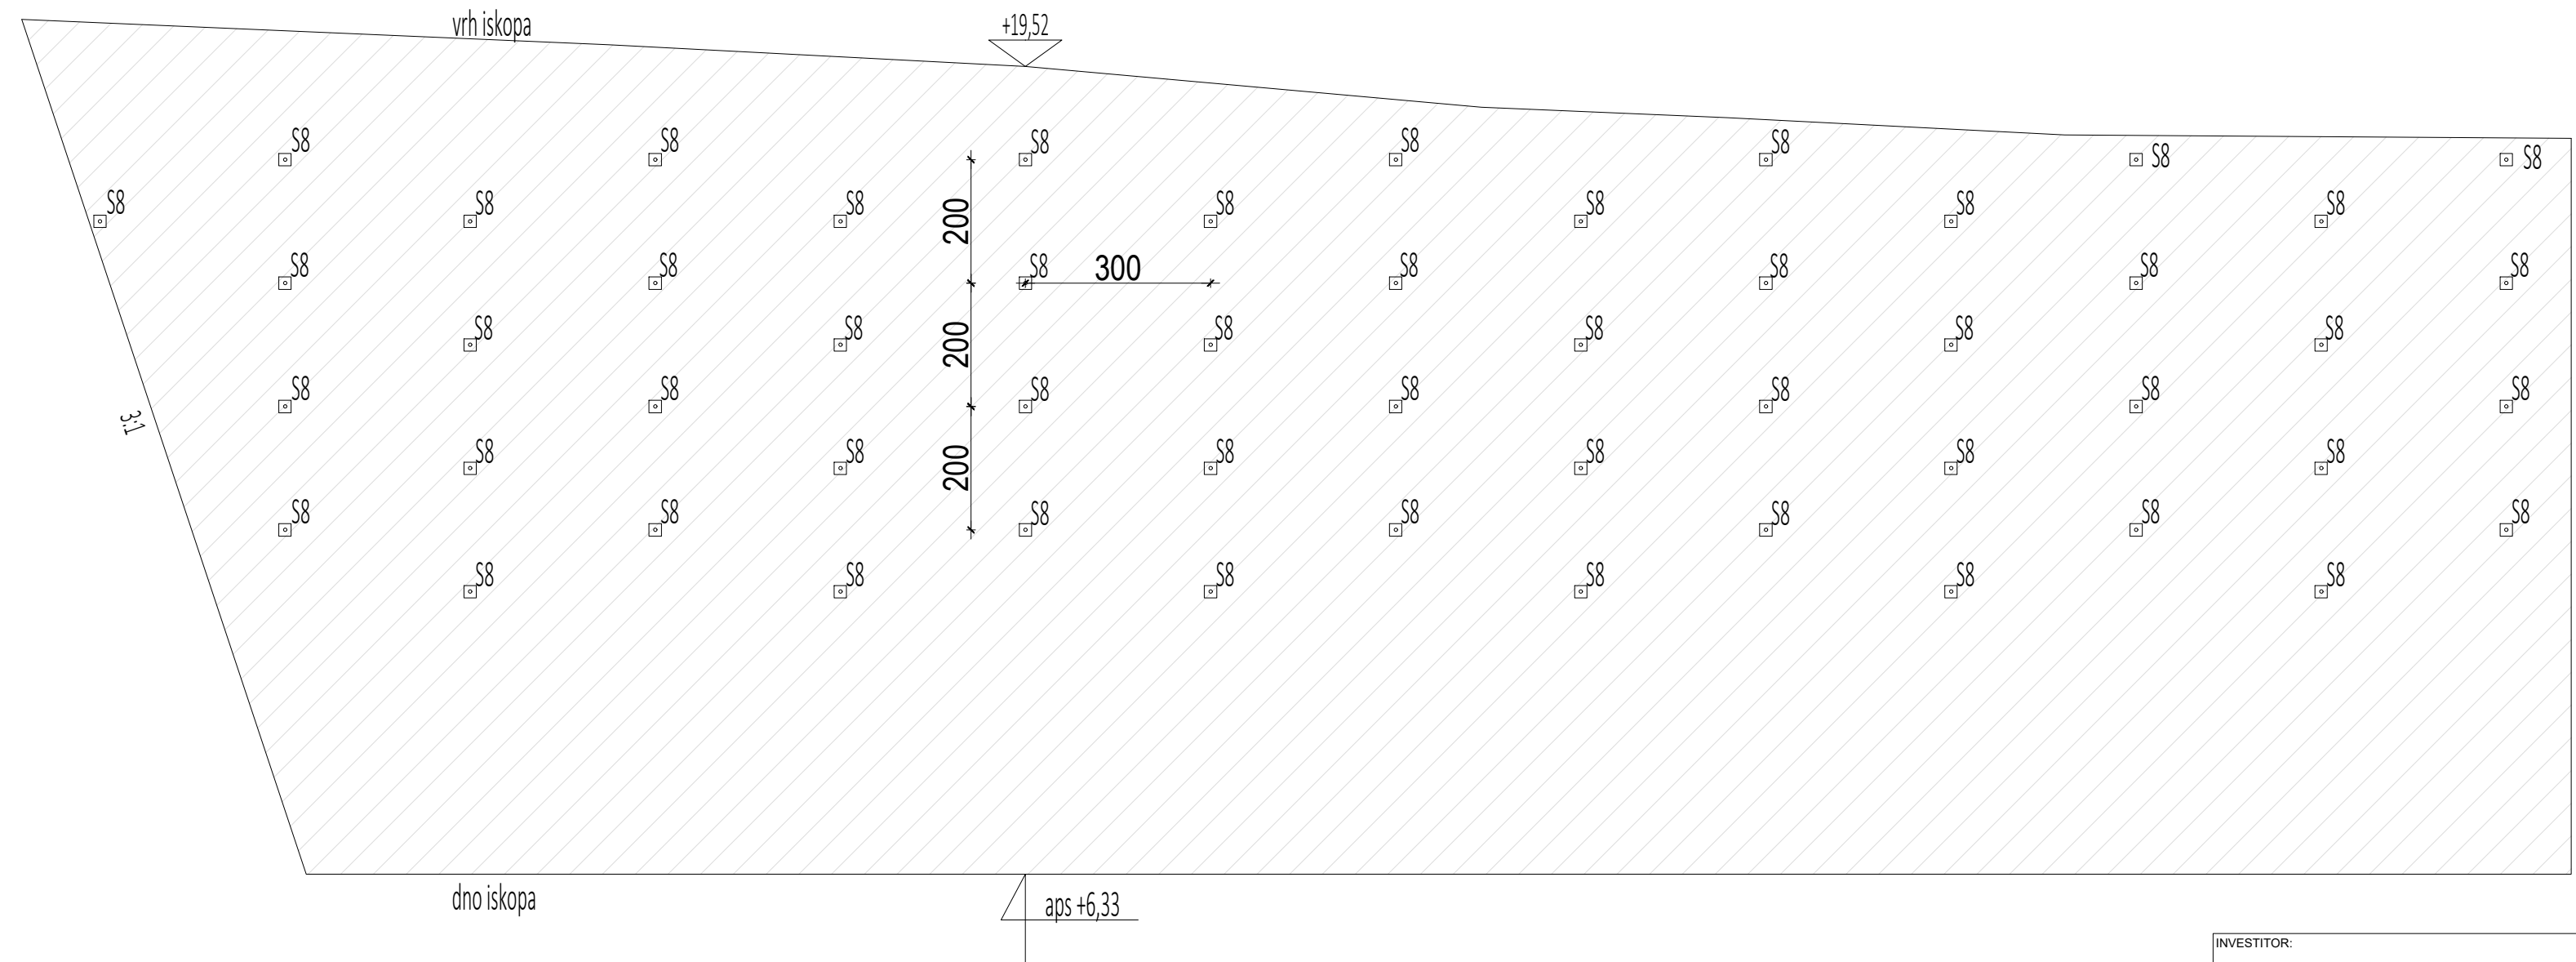 vrh iskopa
+19,52
S8 S8 S8 S8 S8 S8 S8
S8 S8 S8 200 S8 S8 S8 S8
S8 S8 S8 300 S8 S8 S8 S8
S8 S8 200 S8 S8 S8 S8
3:1
S8 S8 S8 S8 S8 S8 S8
S8 S8 200 S8 S8 S8 S8
S8 S8 S8 S8 S8 S8 S8
S8 S8 S8 S8 S8 S8
dno iskopa
aps +6,33
INVESTITOR: